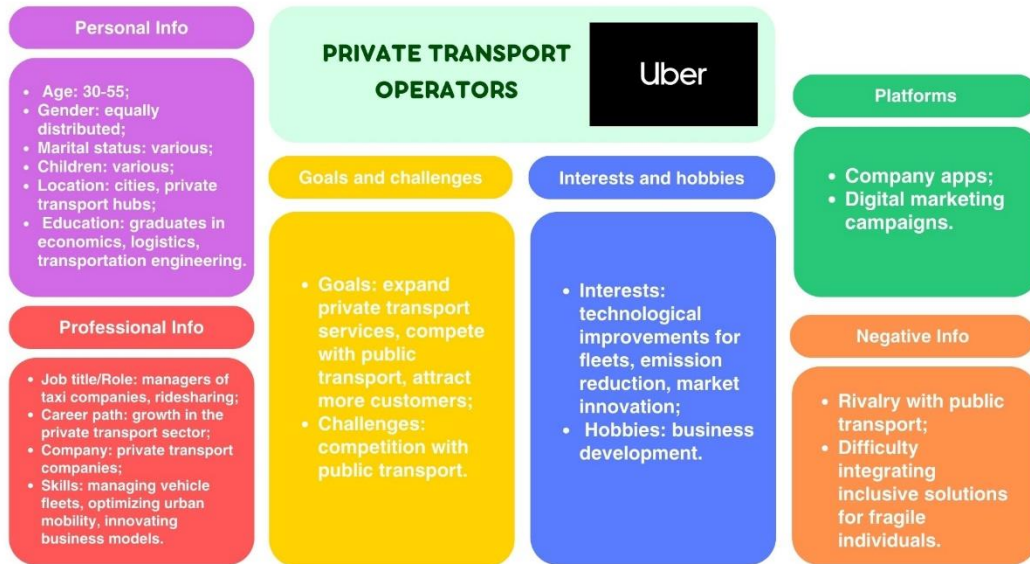 Personal Info
• Age: 30-55;
• Gender: equally
distributed;
• Marital status: various;
• Children: various;
• Location: cities, private
transport hubs;
• Education: graduates in
economics, logistics,
transportation engineering.
Professional Info
• Job title/Role: managers of
taxi companies, ridesharing;
• Career path: growth in the
private transport sector;
• Company: private transport
companies;
• Skills: managing vehicle
fleets, optimizing urban
mobility, innovating
business models.
PRIVATE TRANSPORT
OPERATORS
Uber
Goals and challenges
• Goals: expand
private transport
services, compete
with public
transport, attract
more customers;
• Challenges:
competition with
public transport.
Interests and hobbies
• Interests:
technological
improvements for
fleets, emission
reduction, market
innovation;
• Hobbies: business
development.
Platforms
• Company apps;
• Digital marketing
campaigns.
Negative Info
• Rivalry with public
transport;
• Difficulty
integrating
inclusive solutions
for fragile
individuals.